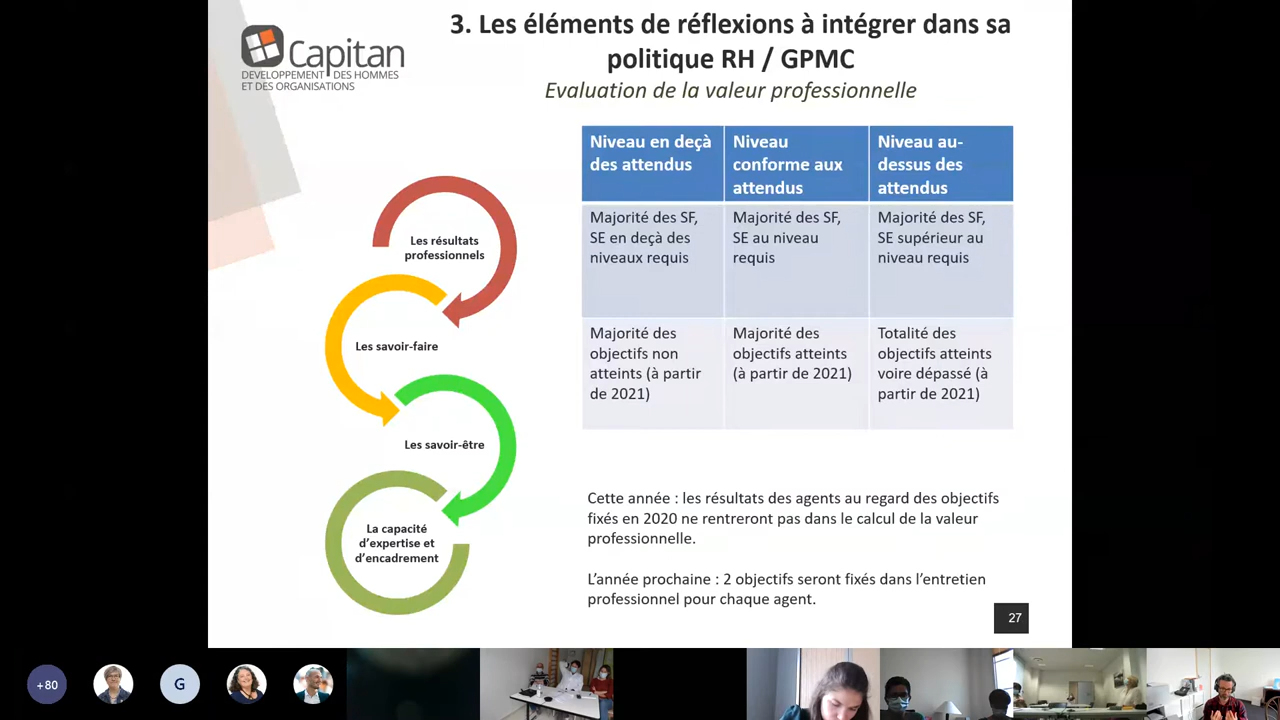 3. Les éléments de réflexions à intégrer dans sa
politique RH / GPMC
Evaluation de la valeur professionnelle
Capitan
DEVELOPPEMENT DES HOMMES
ET DES ORGANISATIONS
Les résultats
professionnels
Les savoir-faire
Les savoir-être
La capacité
d'expertise et
d'encadrement
Niveau en deçà
des attendus
Niveau
conforme aux
attendus
Niveau au-
dessus des
attendus
Majorité des SF,
SE en deçà des
niveaux requis
Majorité des SF,
SE au niveau
requis
Majorité des SF,
SE supérieur au
niveau requis
Majorité des
objectifs non
atteints (à partir
de 2021)
Majorité des
objectifs atteints
(à partir de 2021)
Totalité des
objectifs atteints
voire dépassé (à
partir de 2021)
Cette année : les résultats des agents au regard des objectifs
fixés en 2020 ne rentreront pas dans le calcul de la valeur
professionnelle.
L'année prochaine : 2 objectifs seront fixés dans l'entretien
professionnel pour chaque agent.
27
+80
G